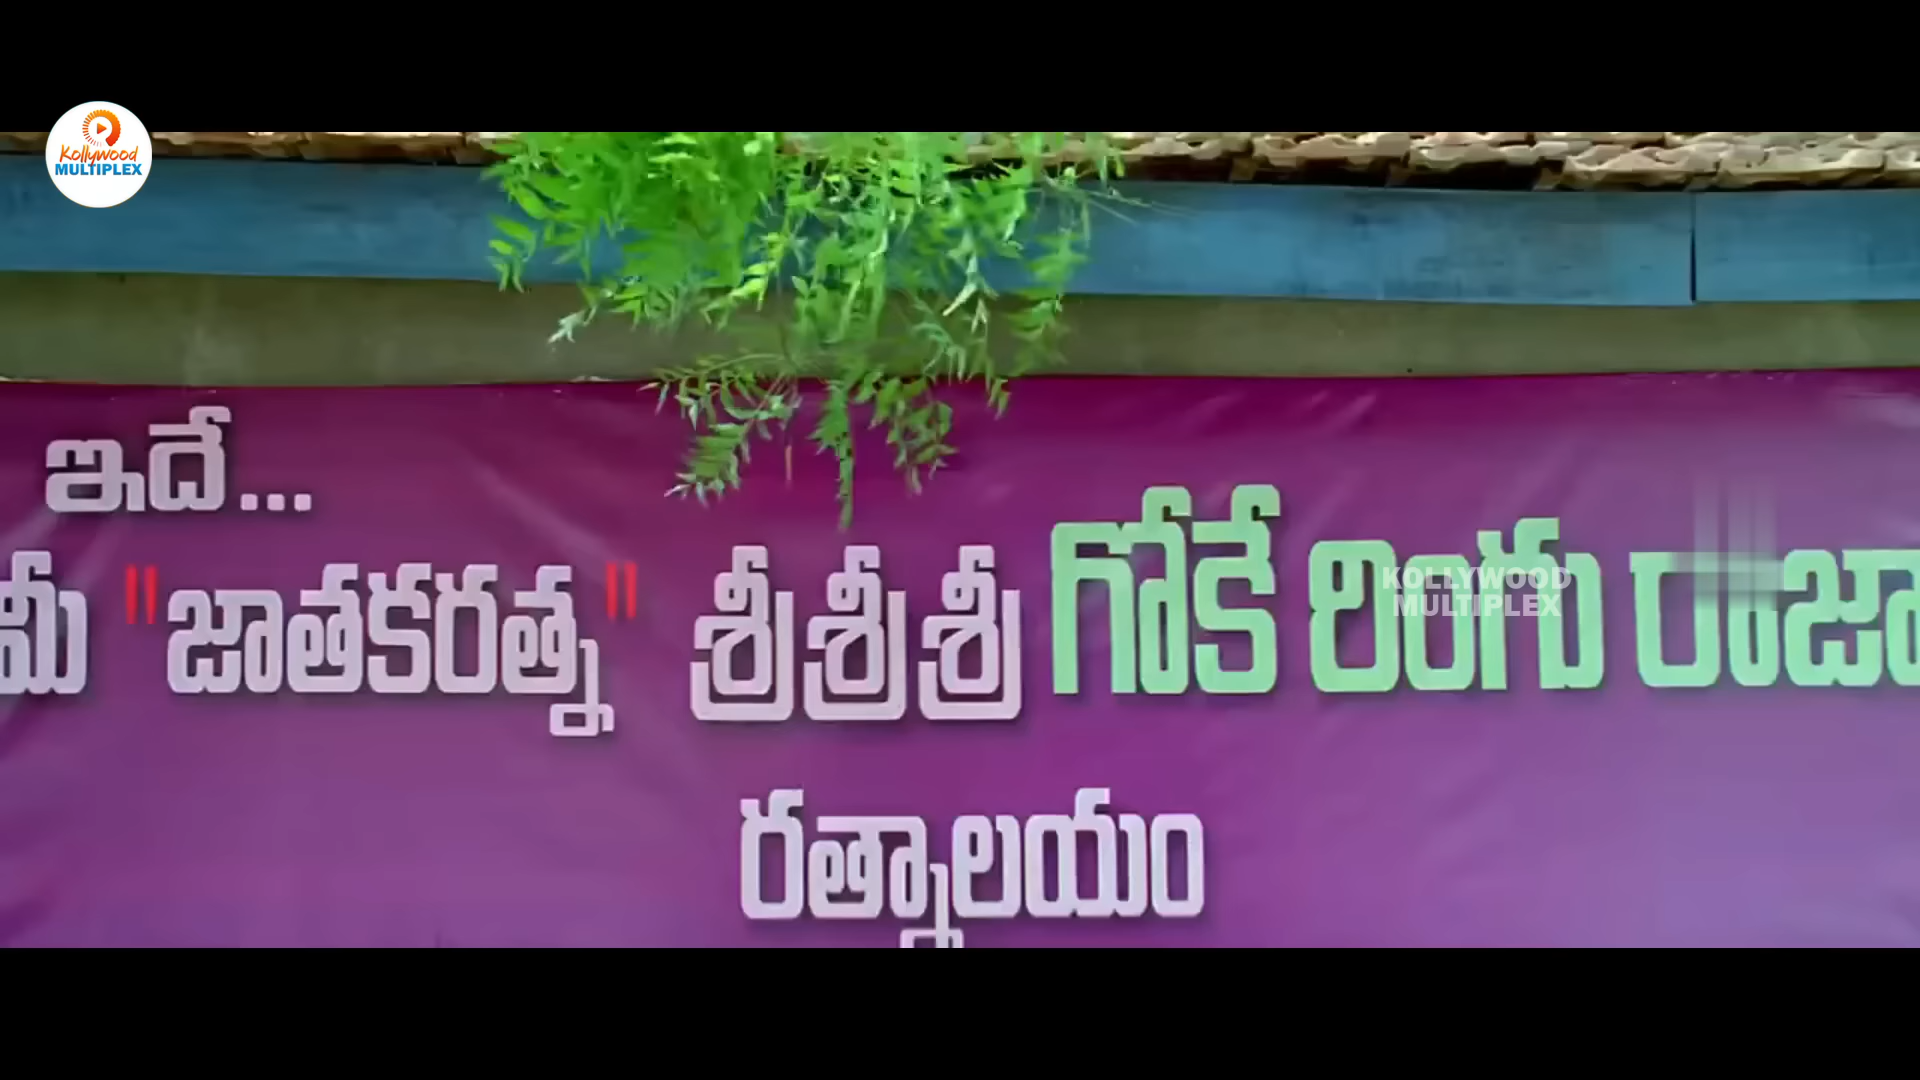 Kollywood
MULTIPLEX
ఇదే...
మీ "జాతకరత్న" శ్రీశ్రీశ్రీ గోకే రింగు రాజా
KOLLYWOOD
MULTIPLEX
రత్నాలయం